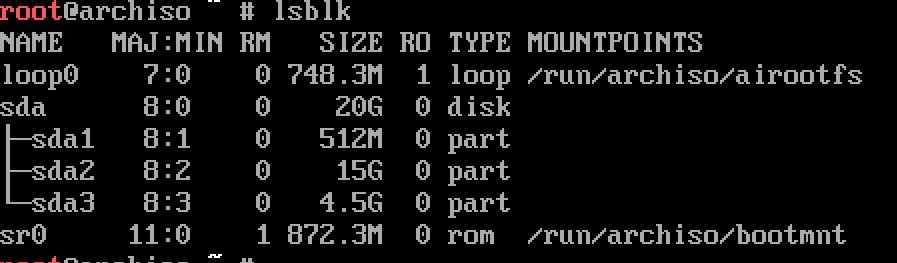 root@archiso ~ # lsblk
NAME   MAJ:MIN RM   SIZE RO TYPE MOUNTPOINTS
loop0    7:0    0 748.3M  1 loop /run/archiso/airootfs
sda      8:0    0    20G  0 disk
├─sda1   8:1    0   512M  0 part
├─sda2   8:2    0    15G  0 part
└─sda3   8:3    0   4.5G  0 part
sr0     11:0    1 872.3M  0 rom  /run/archiso/bootmnt
root@archiso ~ #